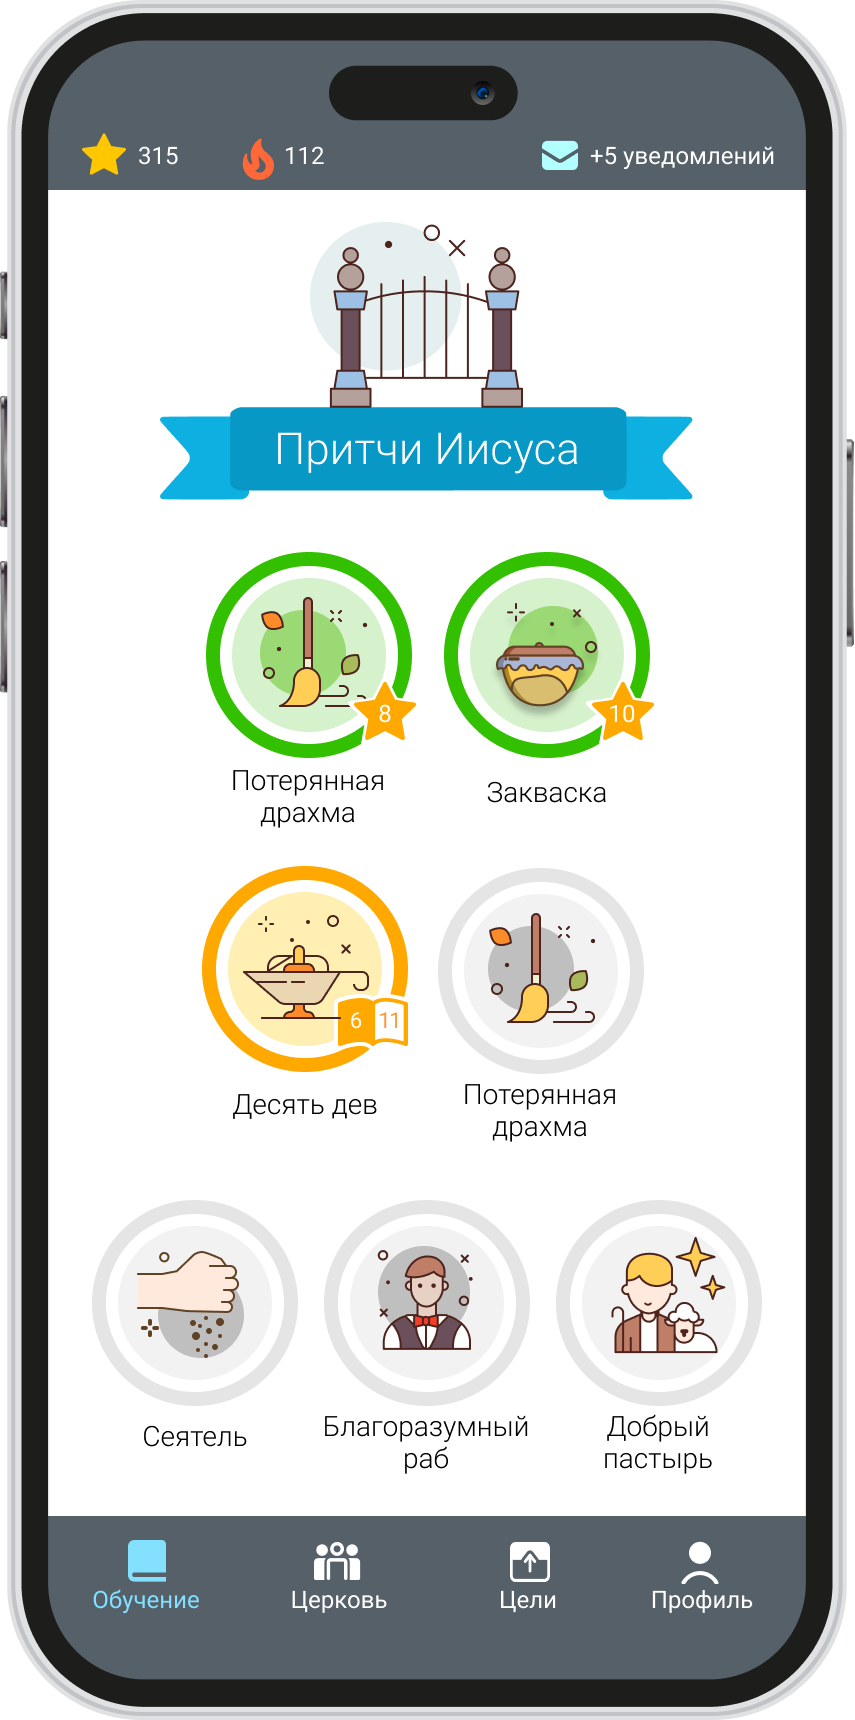 315
112
+5 уведомлений
Притчи Иисуса
8
10
Потерянная
драхма
Закваска
6
11
Десять дев
Потерянная
драхма
Сеятель
Благоразумный
раб
Добрый
пастырь
Обучение
Церковь
Цели
Профиль